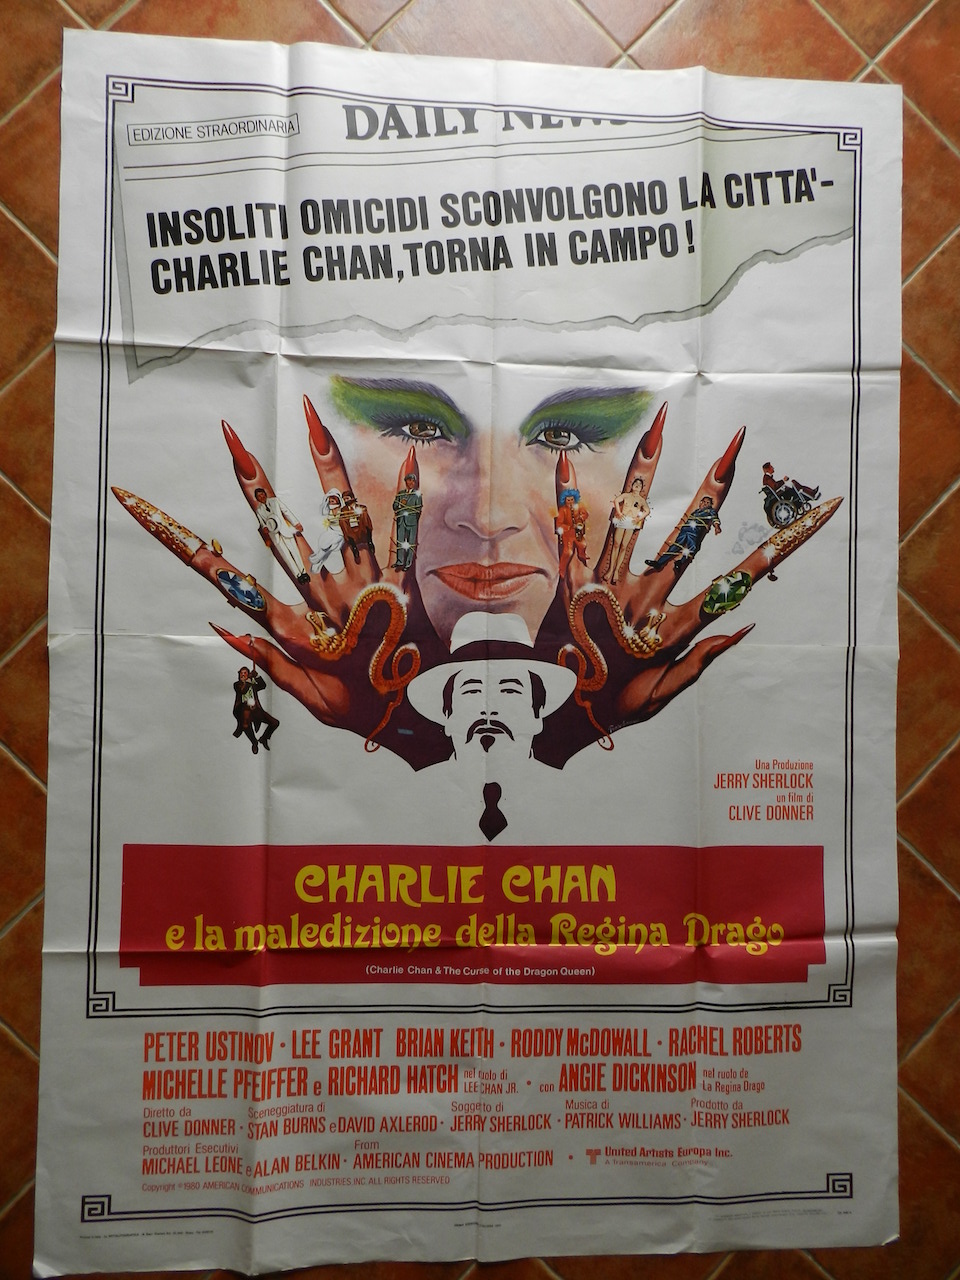 EDIZIONE STRAORDINARIA
DAILY NEWS
INSOLITI OMICIDI SCONVOLGONO LA CITTA'-
CHARLIE CHAN, TORNA IN CAMPO!
Una Produzione
JERRY SHERLOCK
un film di
CLIVE DONNER
CHARLIE CHAN
e la maledizione della Regina Drago
(Charlie Chan & The Curse of the Dragon Queen)
PETER USTINOV · LEE GRANT BRIAN KEITH · RODDY McDOWALL · RACHEL ROBERTS
MICHELLE PFEIFFER e RICHARD HATCH nel ruolo di LEE CHAN JR. · con ANGIE DICKINSON nel ruolo de La Regina Drago
Diretto da Sceneggiatura di Soggetto di Musica di Prodotto da
CLIVE DONNER · STAN BURNS e DAVID AXLEROD · JERRY SHERLOCK · PATRICK WILLIAMS · JERRY SHERLOCK
Produttori Esecutivi From
MICHAEL LEONE e ALAN BELKIN · AMERICAN CINEMA PRODUCTION · United Artists Europa Inc.
A Transamerica Company
Copyright ©1980 AMERICAN COMMUNICATIONS INDUSTRIES, INC. ALL RIGHTS RESERVED